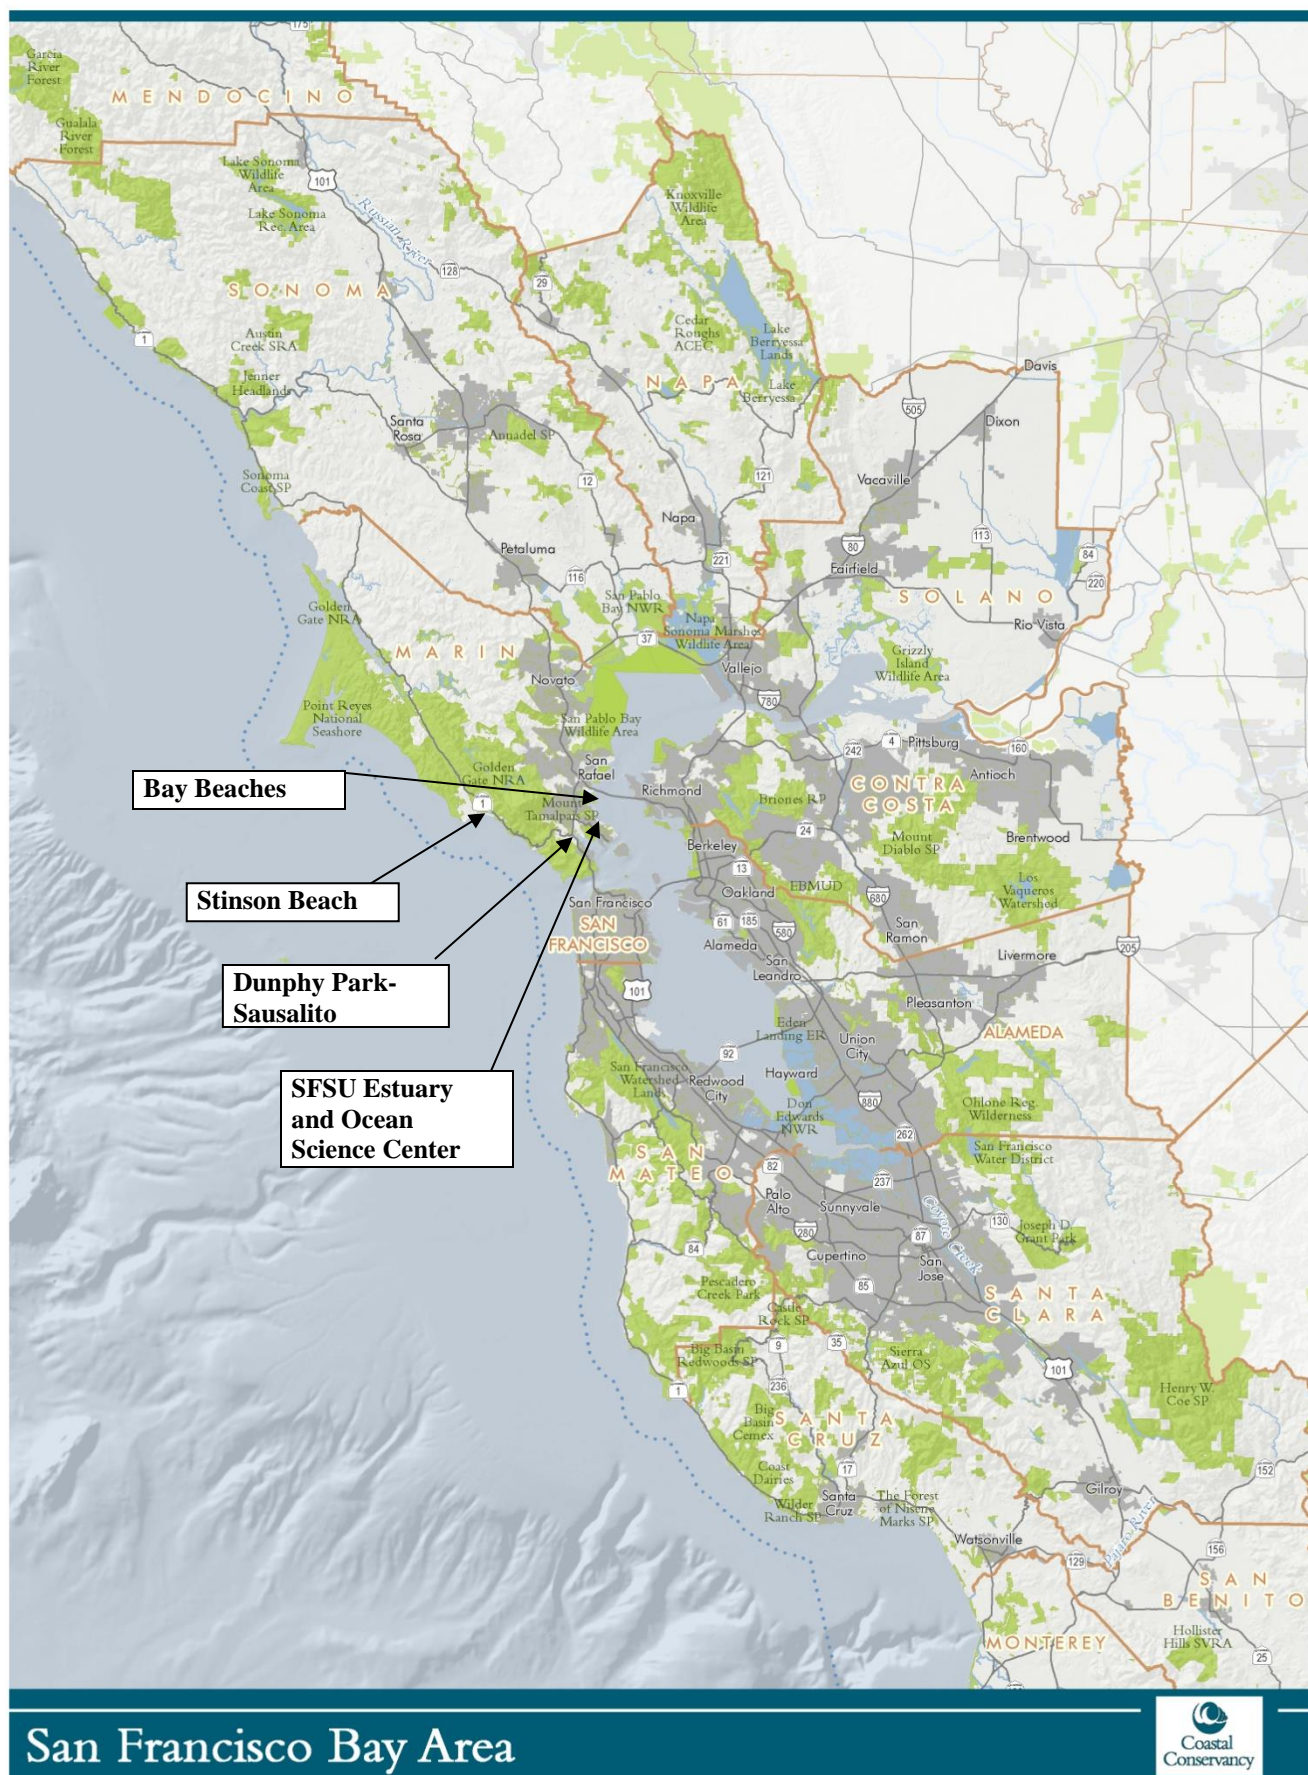 175
Garcia
River
Forest
MENDOCINO
Gualala
River
Forest
Lake Sonoma
Wildlife
Area
101
Lake Sonoma
Rec. Area
Russian River
Knoxville
Wildlife
Area
128
29
SONOMA
1
Austin
Creek SRA
Cedar
Roughs
ACEC
Lake
Berryessa
Lands
Jenner
Headlands
NAPA
Lake
Berryessa
Davis
505
Dixon
Santa
Rosa
Annadel SP
Sonoma
Coast SP
12
121
Vacaville
Napa
113
Petaluma
80
84
221
Fairfield
116
220
San Pablo
Bay NWR
SOLANO
Golden
Gate NRA
Napa
Sonoma Marshes
Wildlife Area
Rio Vista
37
MARIN
Grizzly
Island
Wildlife Area
Novato
Vallejo
780
Point Reyes
National
Seashore
San Pablo Bay
Wildlife Area
242
4
Pittsburg
160
San
Rafael
Golden
Gate NRA
Antioch
Bay Beaches
Richmond
CONTRA
COSTA
Briones RP
1
Mount
Tamalpais SP
24
Mount
Diablo SP
Brentwood
Berkeley
13
Stinson Beach
Oakland
EBMUD
Los
Vaqueros
Watershed
680
San Francisco
SAN
FRANCISCO
61
185
580
San
Ramon
Alameda
205
Livermore
San
Leandro
Dunphy Park-
Sausalito
101
Pleasanton
Eden
Landing ER
Union
City
ALAMEDA
92
SFSU Estuary
and Ocean
Science Center
San Francisco
Watershed
Lands
Redwood
City
Hayward
880
Don
Edwards
NWR
Ohlone Reg.
Wilderness
262
San Francisco
Water District
SAN
MATEO
82
237
Palo
Alto
Sunnyvale
Coyote Creek
130
Joseph D.
Grant Park
280
87
84
Cupertino
San
Jose
Pescadero
Creek Park
85
SANTA
CLARA
Castle
Rock SP
9
35
Big Basin
Redwoods SP
Sierra
Azul OS
101
1
236
Henry W.
Coe SP
Big
Basin
Cemex
SANTA
CRUZ
Coast
Dairies
17
152
Wilder
Ranch SP
Santa
Cruz
The Forest
of Nisene
Marks SP
Gilroy
Pajaro River
Watsonville
156
129
SAN
BENITO
Hollister
Hills SVRA
MONTEREY
25
San Francisco Bay Area
Coastal
Conservancy